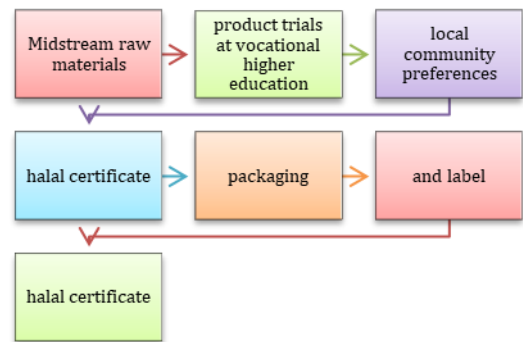 Midstream raw
materials
product trials
at vocational
higher
education
local
community
preferences
halal certificate
packaging
and label
halal certificate